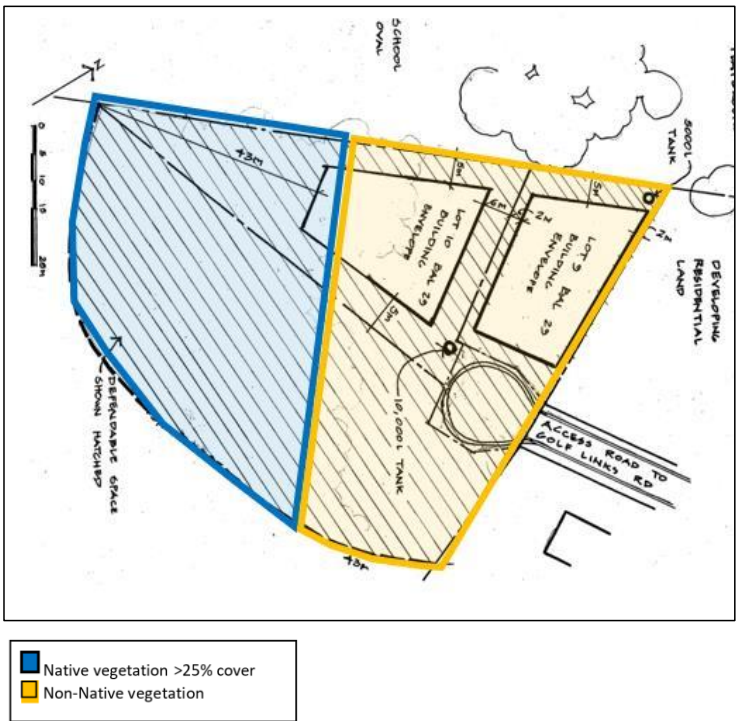 SCHOOL
OVAL
N
5000L
TANK
0
5
10
15
43M
5M
5M
6M
2M
2M
LOT 10
BUILDING BAL 29
ENVELOPE
LOT 9 BAL 29
BUILDING
ENVELOPE
DEVELOPING
RESIDENTIAL
LAND
5M
10,000L TANK
DEFENDABLE SPACE
SHOWN HATCHED
ACCESS ROAD TO
GOLF LINKS RD
43M
Native vegetation >25% cover
Non-Native vegetation